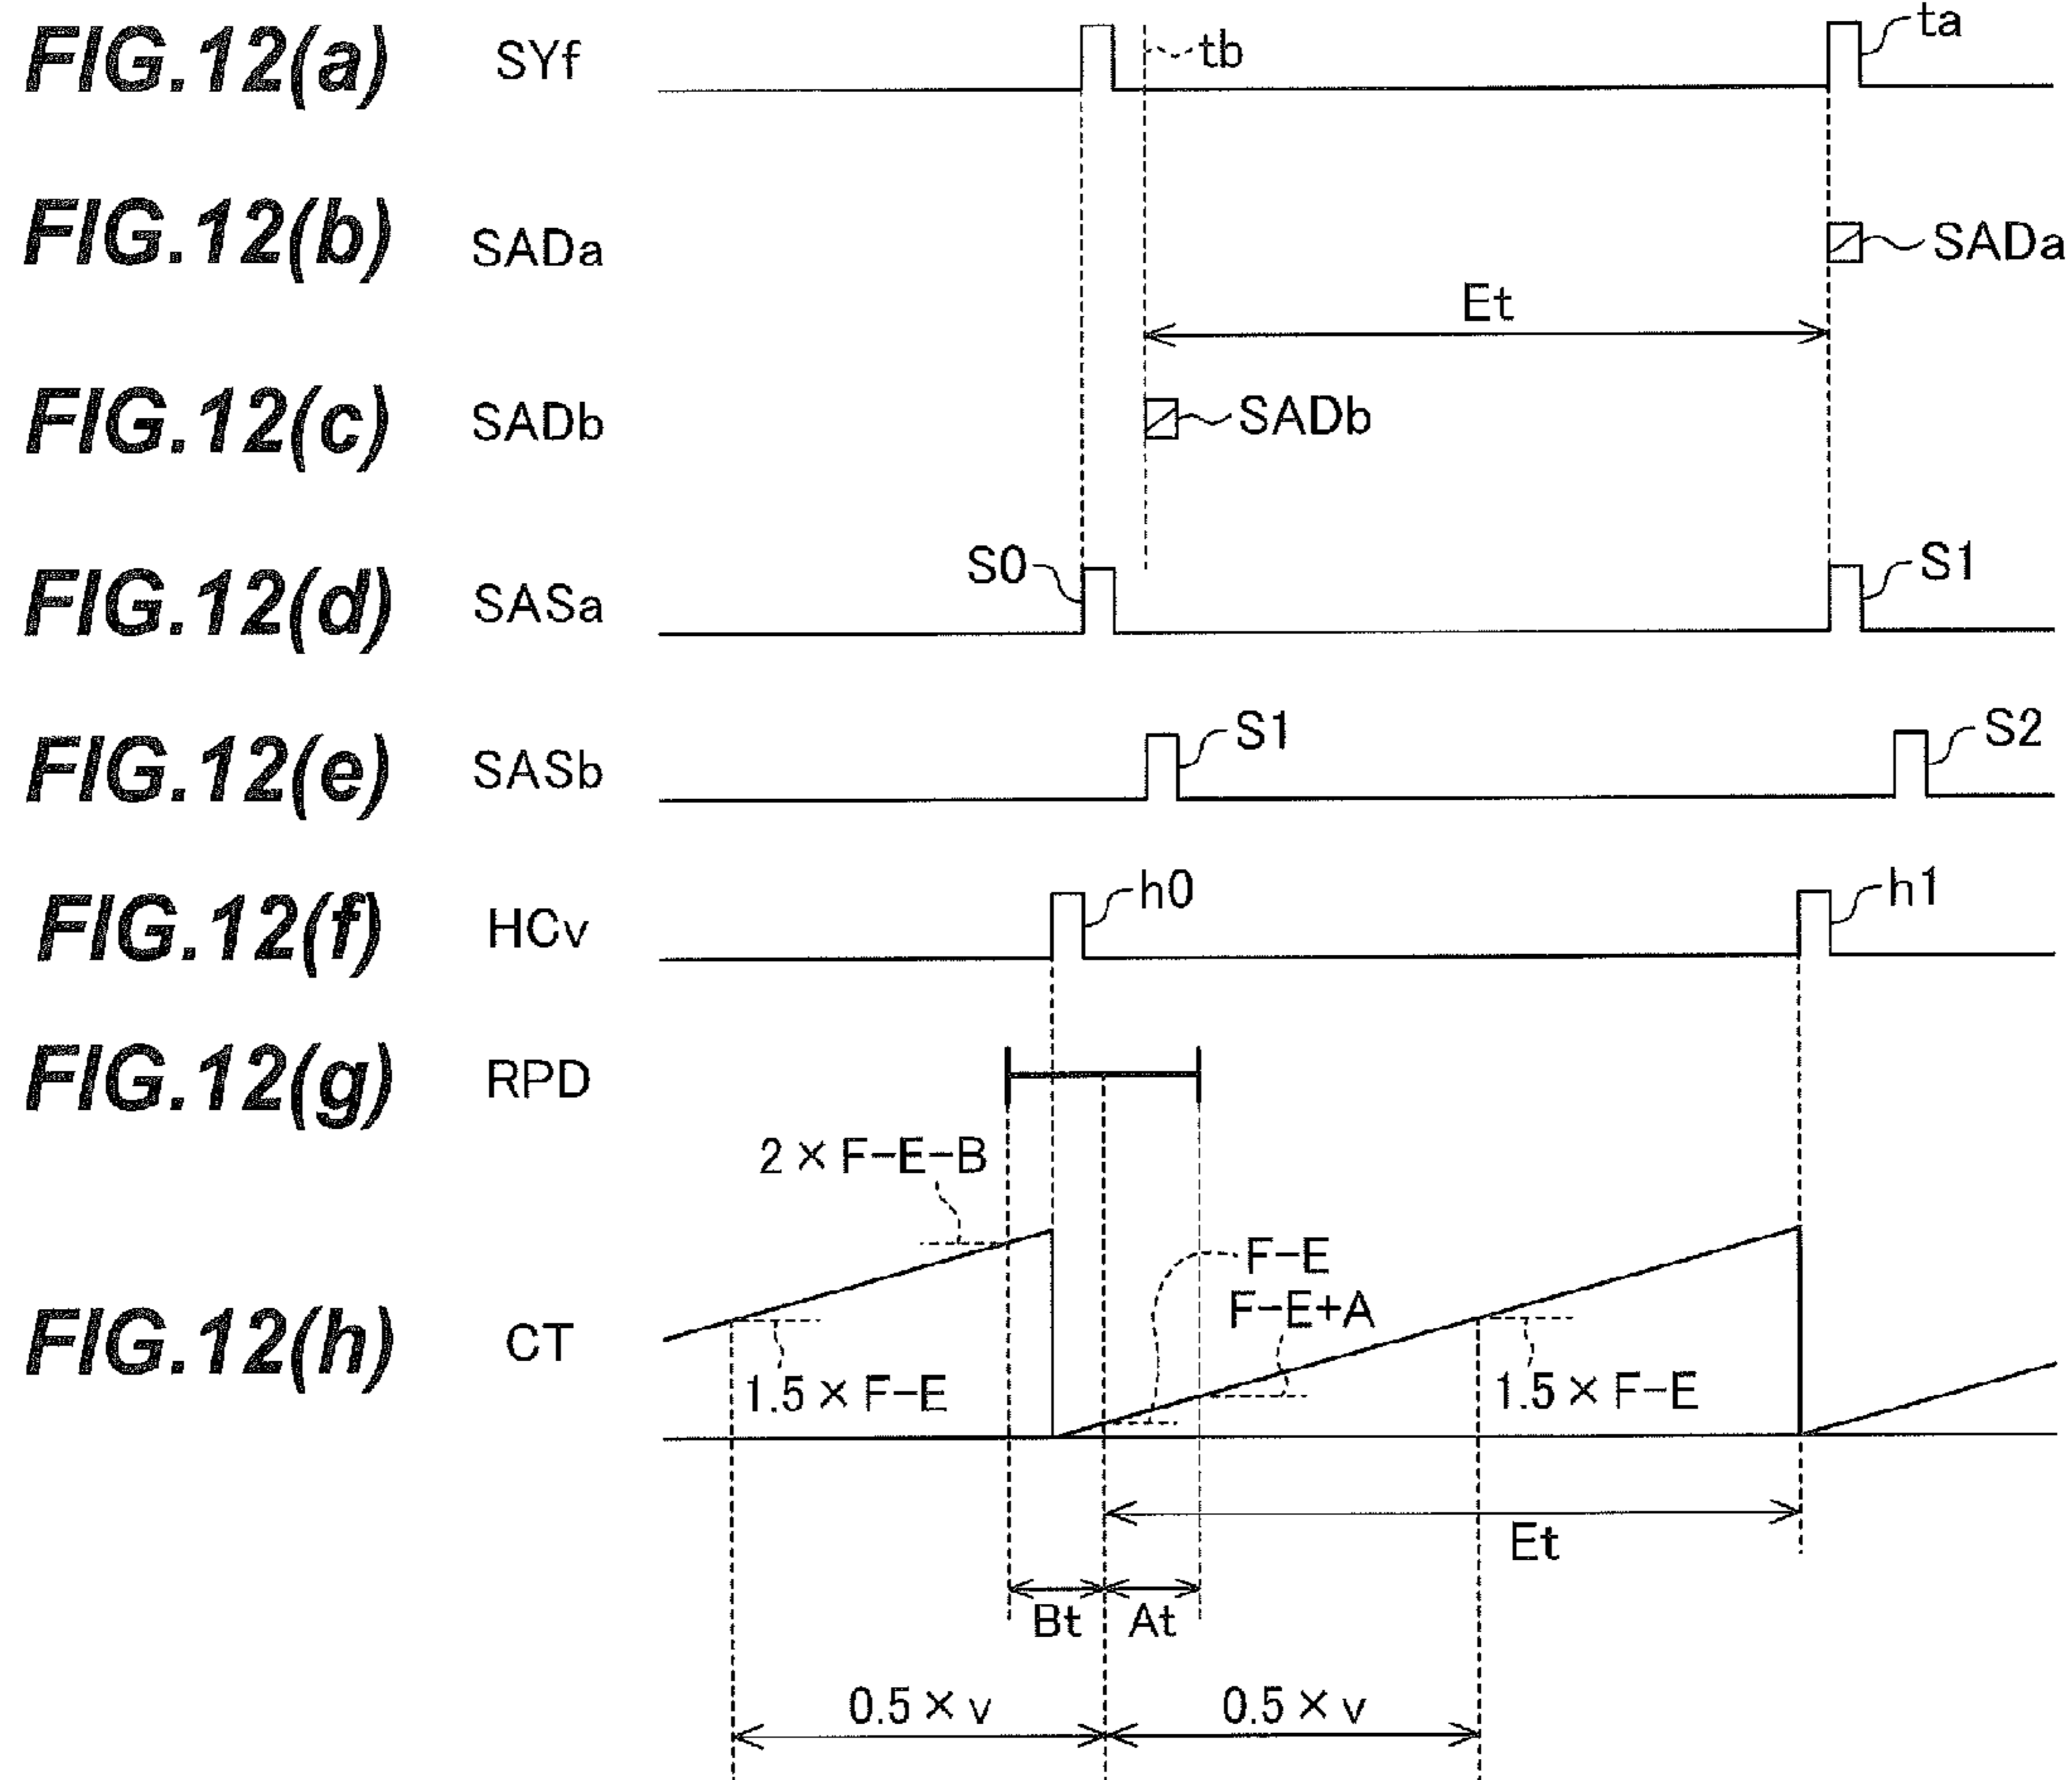 FIG.12(a) SYf tb ta
FIG.12(b) SADa SADa
Et
FIG.12(c) SADb SADb
FIG.12(d) SASa S0 S1
FIG.12(e) SASb S1 S2
FIG.12(f) HCv h0 h1
FIG.12(g) RPD
2×F-E-B
F-E
F-E+A
FIG.12(h) CT
1.5×F-E 1.5×F-E
Et
Bt At
0.5×v 0.5×v